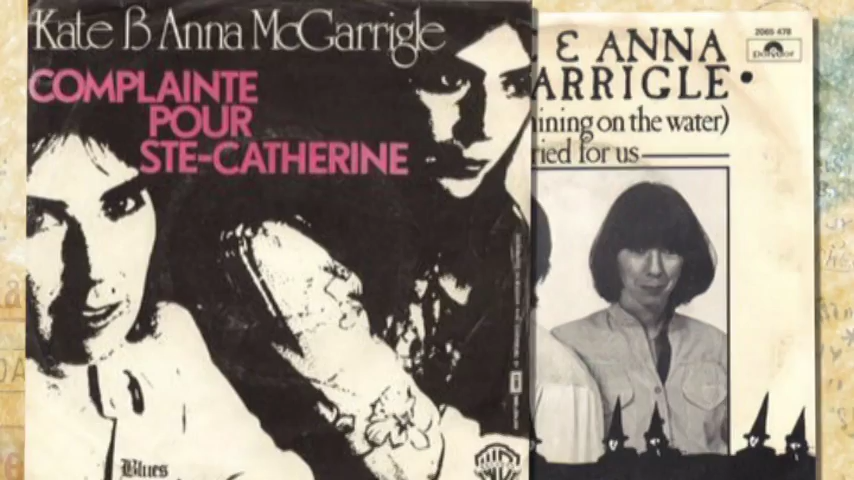 Kate & Anna McGarrigle
COMPLAINTE
POUR
STE-CATHERINE
Blues
& ANNA
ARRIGLE
2065 478
polydor
ining on the water)
ried for us